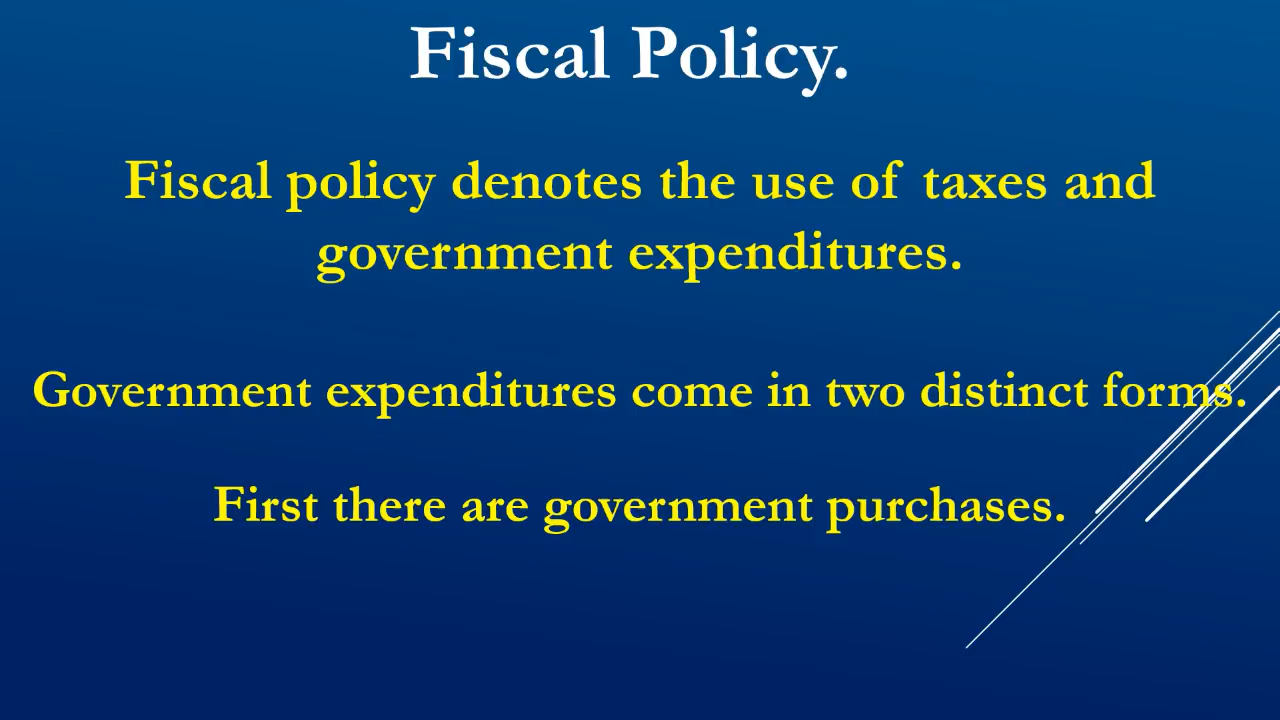 Fiscal Policy.
Fiscal policy denotes the use of taxes and
government expenditures.
Government expenditures come in two distinct forms.
First there are government purchases.